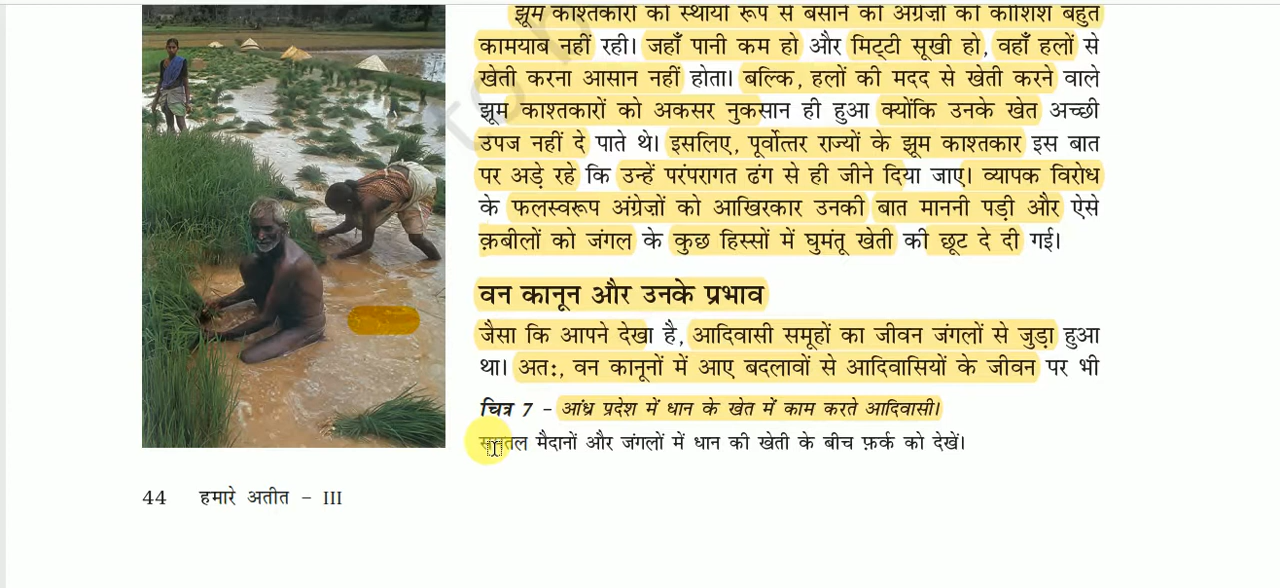 झूम काश्तकारों को स्थायी रूप से बसाने की अंग्रेजों की कोशिश बहुत
कामयाब नहीं रही। जहाँ पानी कम हो और मिट्टी सूखी हो, वहाँ हलों से
खेती करना आसान नहीं होता। बल्कि, हलों की मदद से खेती करने वाले
झूम काश्तकारों को अकसर नुकसान ही हुआ क्योंकि उनके खेत अच्छी
उपज नहीं दे पाते थे। इसलिए, पूर्वोत्तर राज्यों के झूम काश्तकार इस बात
पर अड़े रहे कि उन्हें परंपरागत ढंग से ही जीने दिया जाए। व्यापक विरोध
के फलस्वरूप अंग्रेज़ों को आखिरकार उनकी बात माननी पड़ी और ऐसे
क़बीलों को जंगल के कुछ हिस्सों में घुमंतू खेती की छूट दे दी गई।
वन कानून और उनके प्रभाव
जैसा कि आपने देखा है, आदिवासी समूहों का जीवन जंगलों से जुड़ा हुआ
था। अतः, वन कानूनों में आए बदलावों से आदिवासियों के जीवन पर भी
चित्र 7 – आंध्र प्रदेश में धान के खेत में काम करते आदिवासी।
समतल मैदानों और जंगलों में धान की खेती के बीच फ़र्क को देखें।
44 हमारे अतीत – III